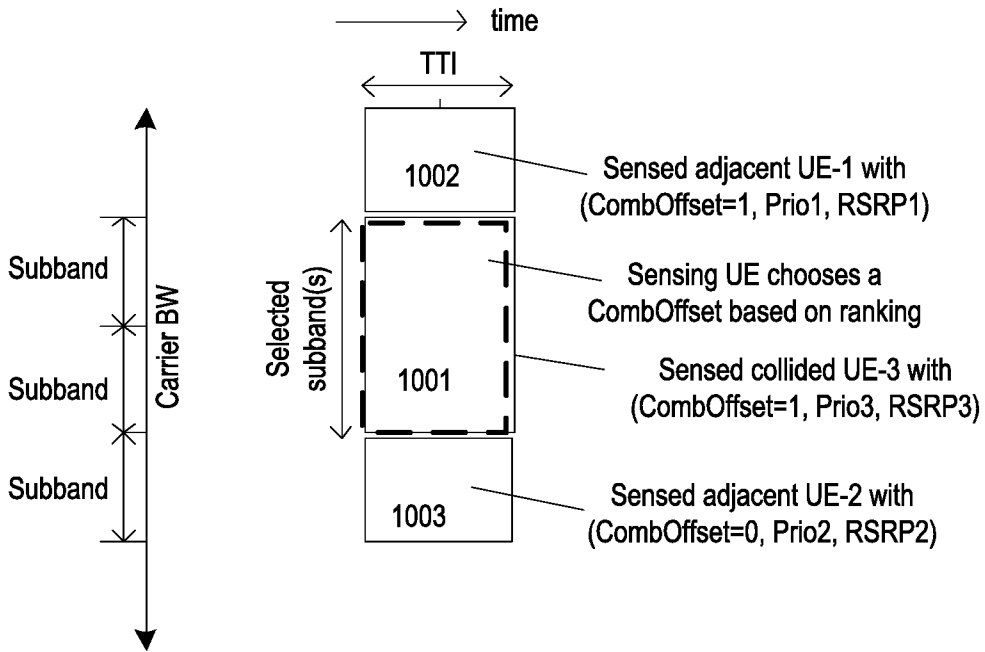 time
TTI
1002
Sensed adjacent UE-1 with
(CombOffset=1, Prio1, RSRP1)
Subband
Subband
Subband
Carrier BW
Selected
subband(s)
Sensing UE chooses a
CombOffset based on ranking
1001
Sensed collided UE-3 with
(CombOffset=1, Prio3, RSRP3)
1003
Sensed adjacent UE-2 with
(CombOffset=0, Prio2, RSRP2)